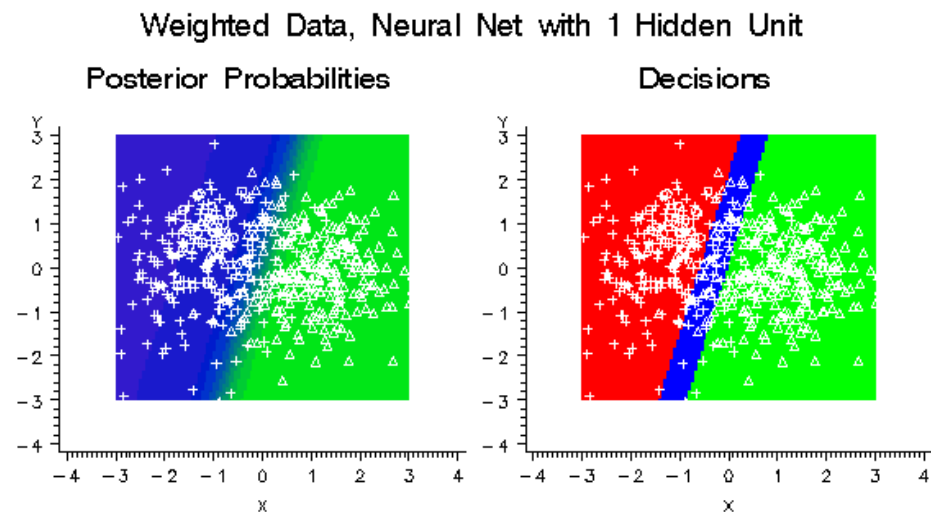 Weighted Data, Neural Net with 1 Hidden Unit
Posterior Probabilities
Decisions
Y
3
2
1
0
-1
-2
-3
-4
-4 -3 -2 -1 0 1 2 3 4
X
Y
3
2
1
0
-1
-2
-3
-4
-4 -3 -2 -1 0 1 2 3 4
X